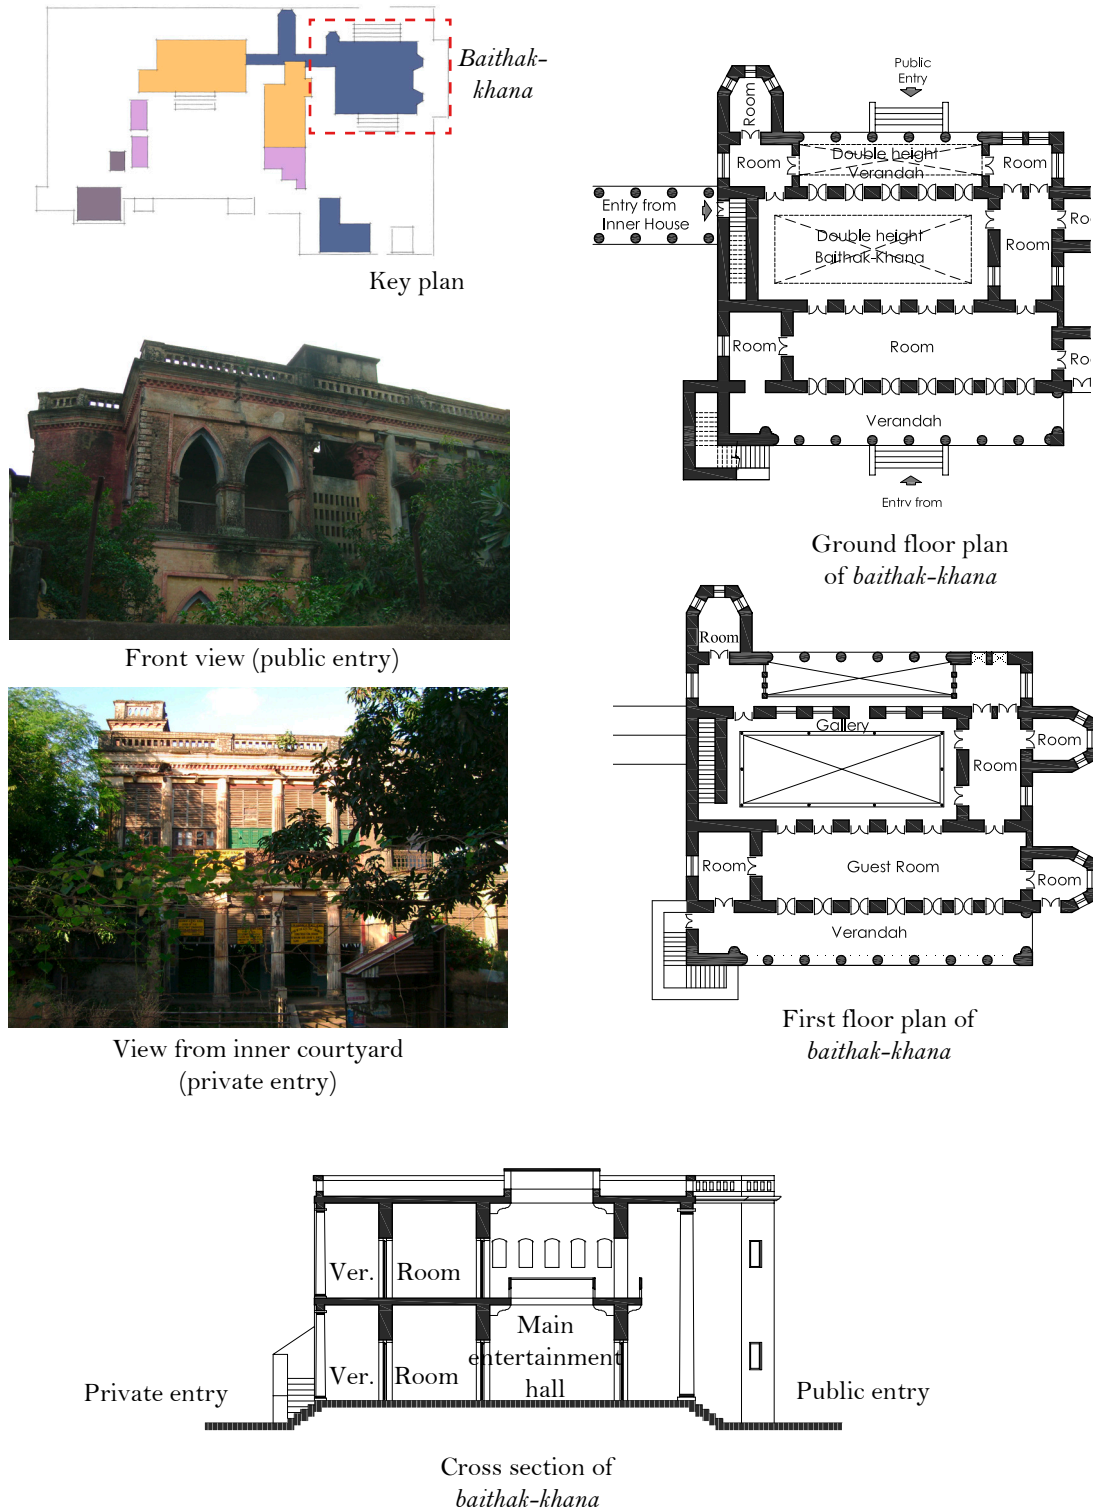 Baithak-
khana
Key plan
Front view (public entry)
View from inner courtyard
(private entry)
Public
Entry
Room
Double height
Verandah
Room
Room
Entry from
Inner House
Double height
Baithak-Khana
Room
Ro
Room
Room
Ro
Verandah
Entry from
Ground floor plan
of baithak-khana
Room
Gallery
Room
Room
Room
Guest Room
Room
Verandah
First floor plan of
baithak-khana
Ver.
Room
Main
entertainment
hall
Ver.
Room
Private entry
Public entry
Cross section of
baithak-khana